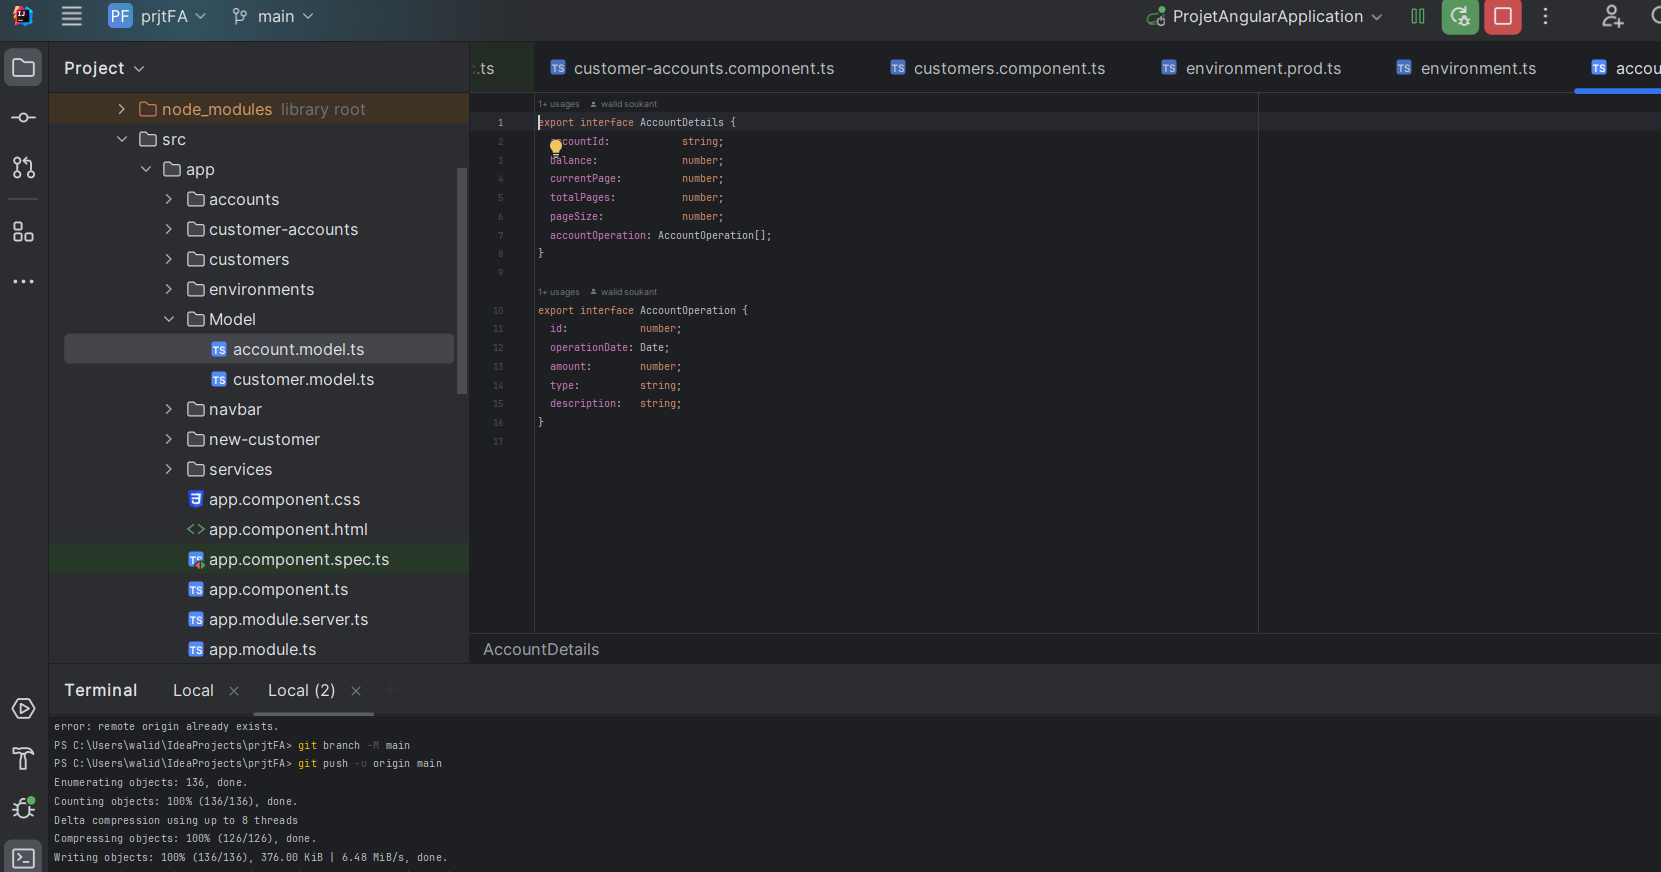 PF prjtFA main ProjetAngularApplication
Project
.ts customer-accounts.component.ts customers.component.ts environment.prod.ts environment.ts accou
node_modules library root
src
app
accounts
customer-accounts
customers
environments
Model
account.model.ts
customer.model.ts
navbar
new-customer
services
app.component.css
app.component.html
app.component.spec.ts
app.component.ts
app.module.server.ts
app.module.ts
1+ usages walid soukant
1 export interface AccountDetails {
2 accountId: string;
3 balance: number;
4 currentPage: number;
5 totalPages: number;
6 pageSize: number;
7 accountOperation: AccountOperation[];
8 }
9
1+ usages walid soukant
10 export interface AccountOperation {
11 id: number;
12 operationDate: Date;
13 amount: number;
14 type: string;
15 description: string;
16 }
17
AccountDetails
Terminal Local Local (2)
error: remote origin already exists.
PS C:\Users\walid\IdeaProjects\prjtFA> git branch -M main
PS C:\Users\walid\IdeaProjects\prjtFA> git push -u origin main
Enumerating objects: 136, done.
Counting objects: 100% (136/136), done.
Delta compression using up to 8 threads
Compressing objects: 100% (126/126), done.
Writing objects: 100% (136/136), 376.00 KiB | 6.48 MiB/s, done.